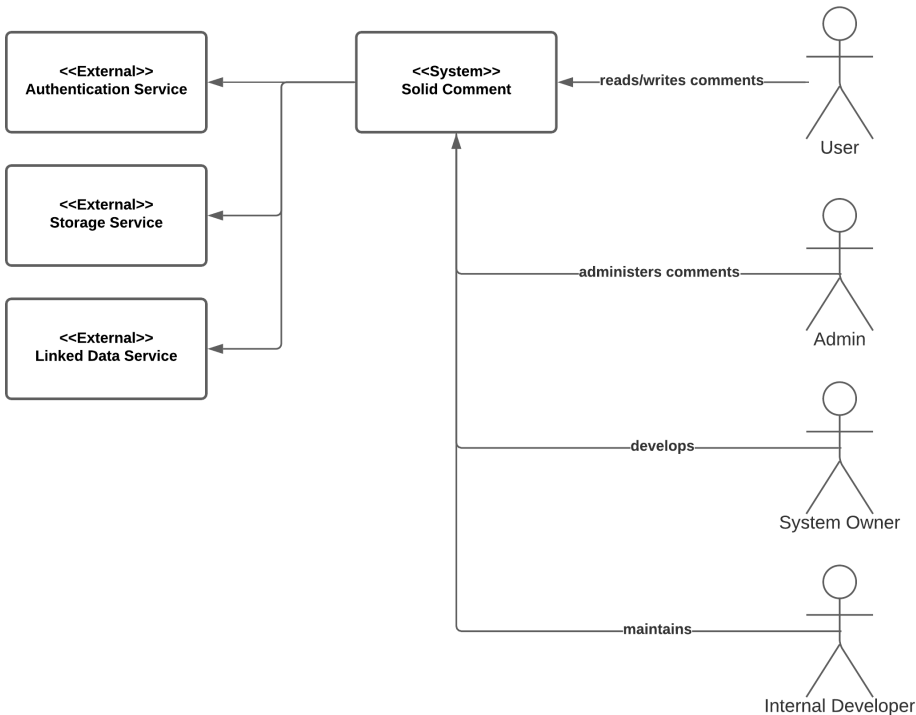 <<External>>
Authentication Service
<<System>>
Solid Comment
reads/writes comments
User
<<External>>
Storage Service
administers comments
Admin
<<External>>
Linked Data Service
develops
System Owner
maintains
Internal Developer